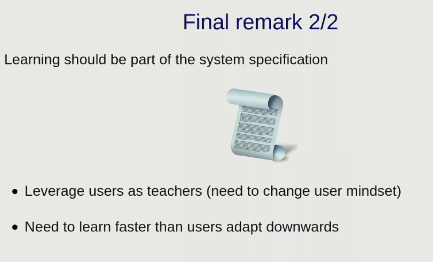 Final remark 2/2
Learning should be part of the system specification
• Leverage users as teachers (need to change user mindset)
• Need to learn faster than users adapt downwards